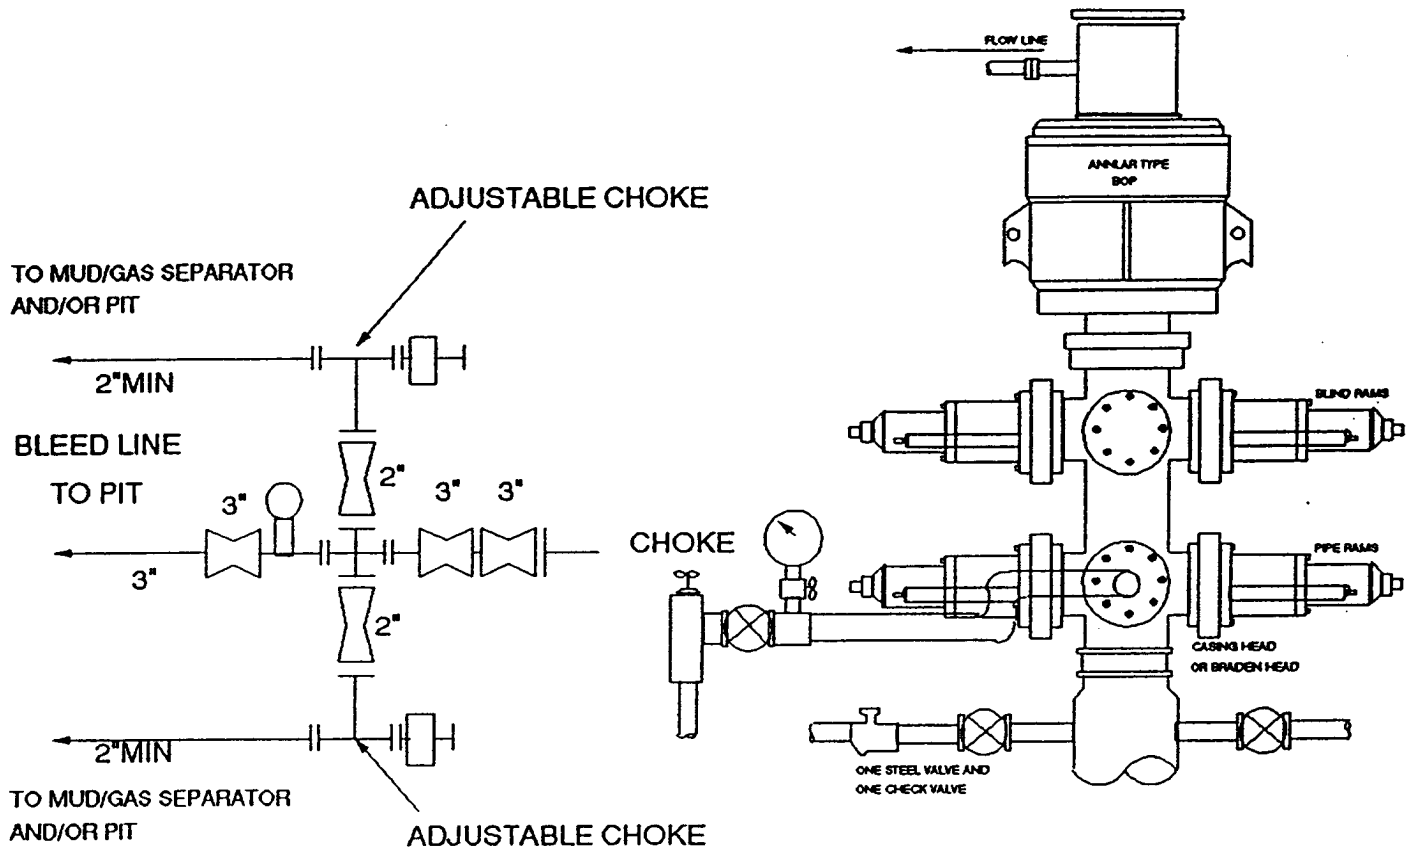 ADJUSTABLE CHOKE
TO MUD/GAS SEPARATOR
AND/OR PIT
2"MIN
BLEED LINE
TO PIT
2"
3"
3"
3"
3"
2"
2"MIN
TO MUD/GAS SEPARATOR
AND/OR PIT
ADJUSTABLE CHOKE
FLOW LINE
ANNLAR TYPE
BOP
BLIND RAMS
CHOKE
PIPE RAMS
CASING HEAD
OR BRADEN HEAD
ONE STEEL VALVE AND
ONE CHECK VALVE